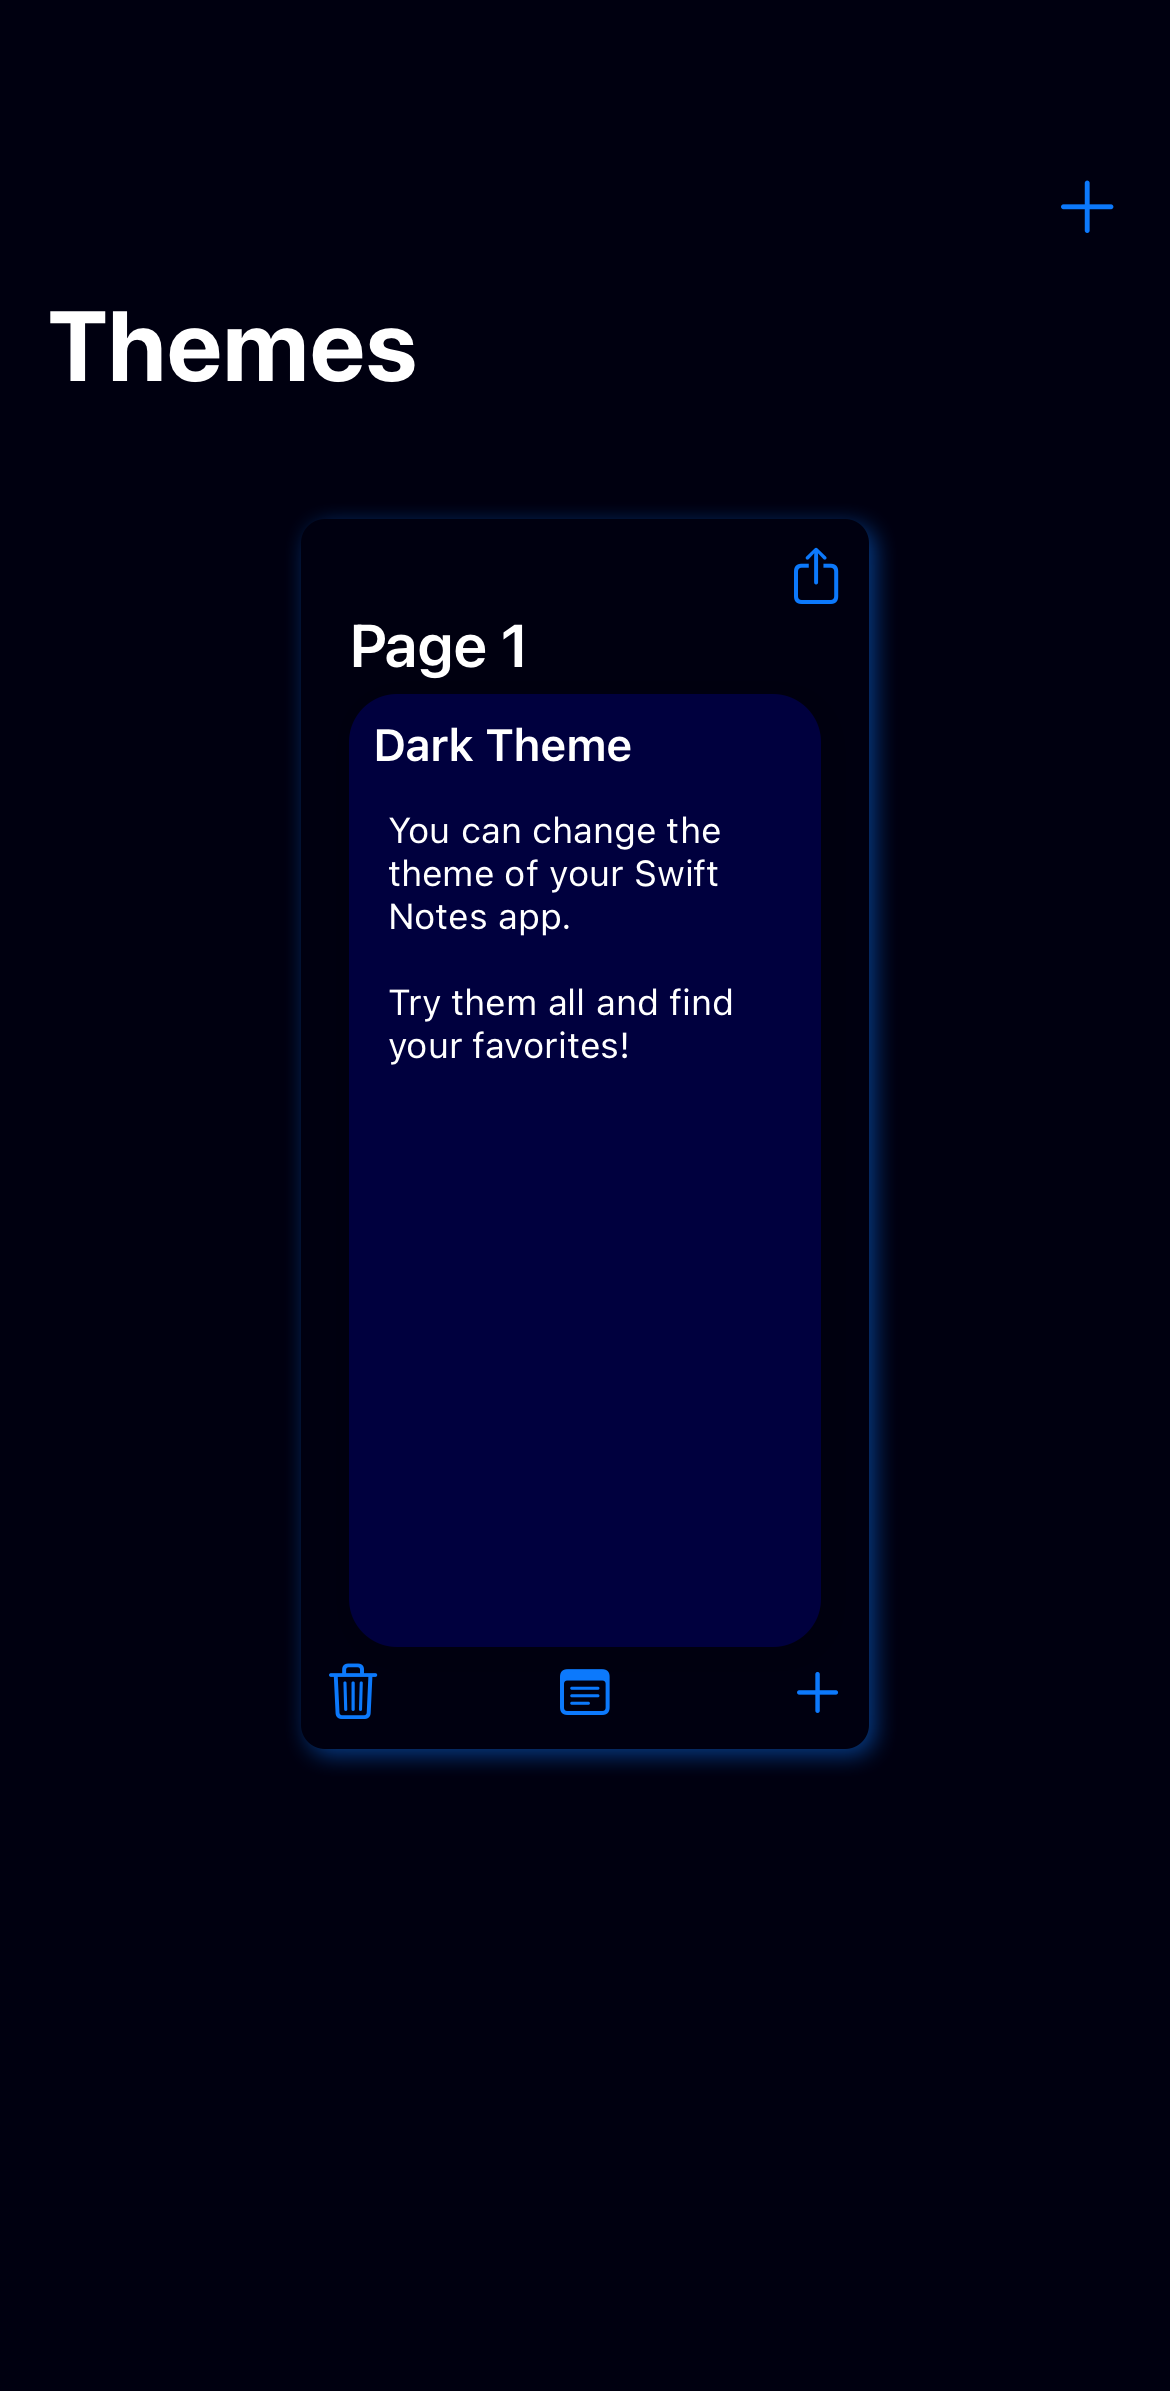 Themes
Page 1
Dark Theme
You can change the
theme of your Swift
Notes app.
Try them all and find
your favorites!